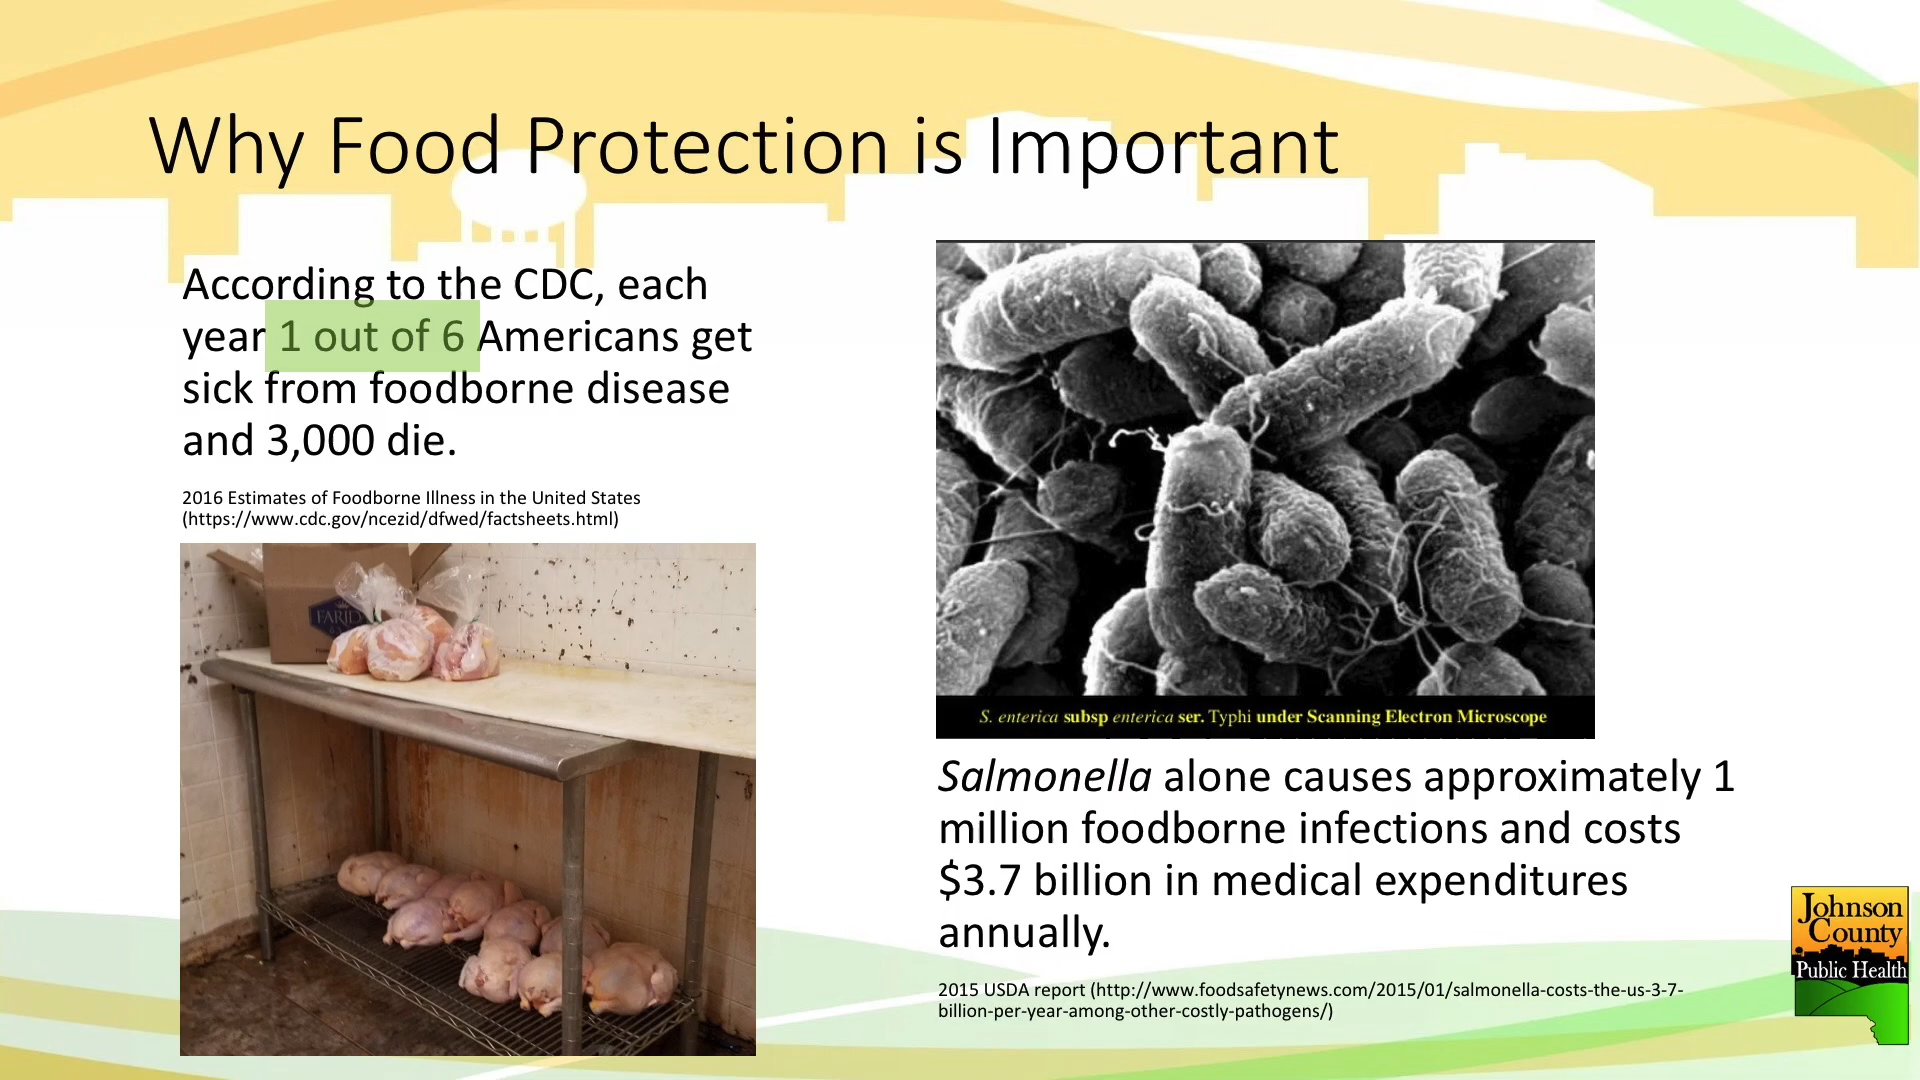 Why Food Protection is Important
According to the CDC, each
year 1 out of 6 Americans get
sick from foodborne disease
and 3,000 die.
2016 Estimates of Foodborne Illness in the United States
(https://www.cdc.gov/ncezid/dfwed/factsheets.html)
FARID
S. enterica subsp enterica ser. Typhi under Scanning Electron Microscope
Salmonella alone causes approximately 1
million foodborne infections and costs
$3.7 billion in medical expenditures
annually.
2015 USDA report (http://www.foodsafetynews.com/2015/01/salmonella-costs-the-us-3-7-
billion-per-year-among-other-costly-pathogens/)
Johnson
County
Public Health